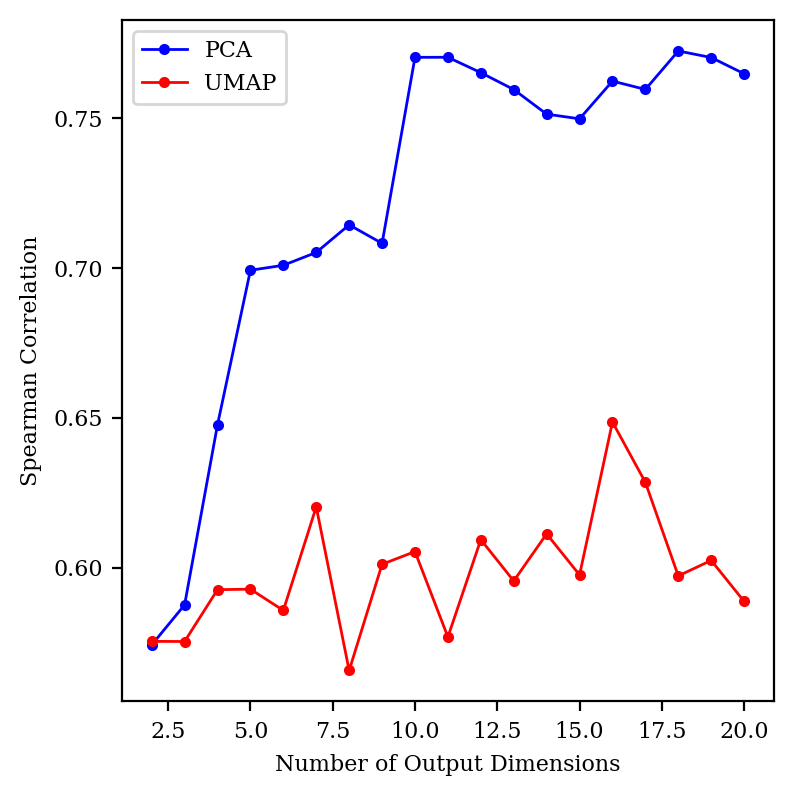 PCA
UMAP
0.75
0.70
0.65
0.60
Spearman Correlation
2.5 5.0 7.5 10.0 12.5 15.0 17.5 20.0
Number of Output Dimensions